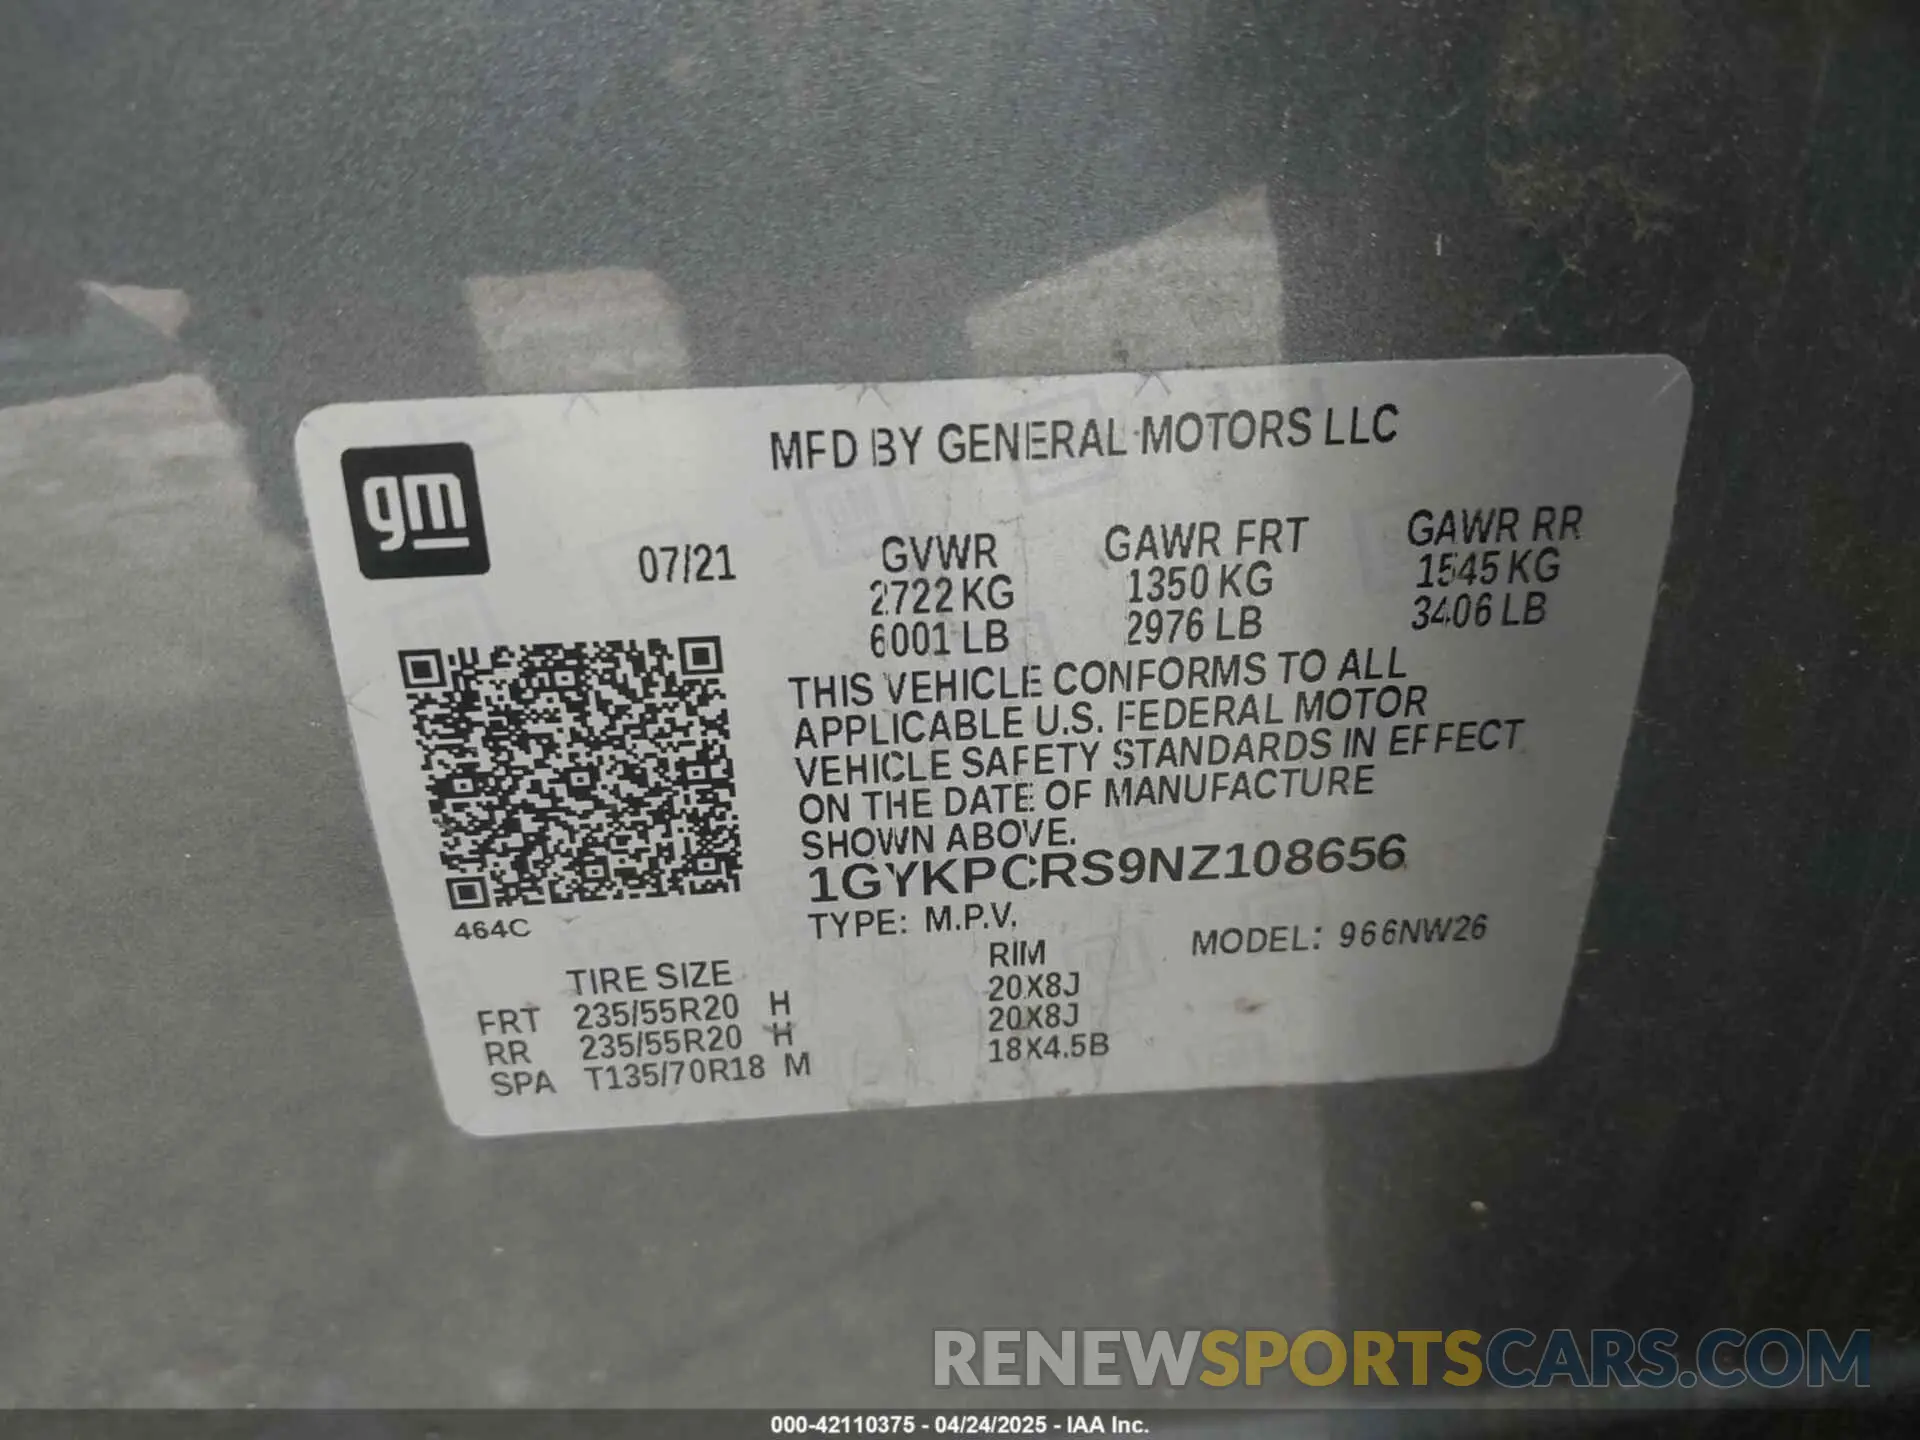 MFD BY GENERAL MOTORS LLC
gm
07/21
GVWR GAWR FRT GAWR RR
2722 KG 1350 KG 1545 KG
6001 LB 2976 LB 3406 LB
THIS VEHICLE CONFORMS TO ALL
APPLICABLE U.S. FEDERAL MOTOR
VEHICLE SAFETY STANDARDS IN EFFECT
ON THE DATE OF MANUFACTURE
SHOWN ABOVE.
1GYKPCRS9NZ108656
464C
TYPE: M.P.V. MODEL: 966NW26
TIRE SIZE RIM
FRT 235/55R20 H 20X8J
RR 235/55R20 H 20X8J
SPA T135/70R18 M 18X4.5B
RENEWSPORTSCARS.COM
000-42110375 - 04/24/2025 - IAA Inc.